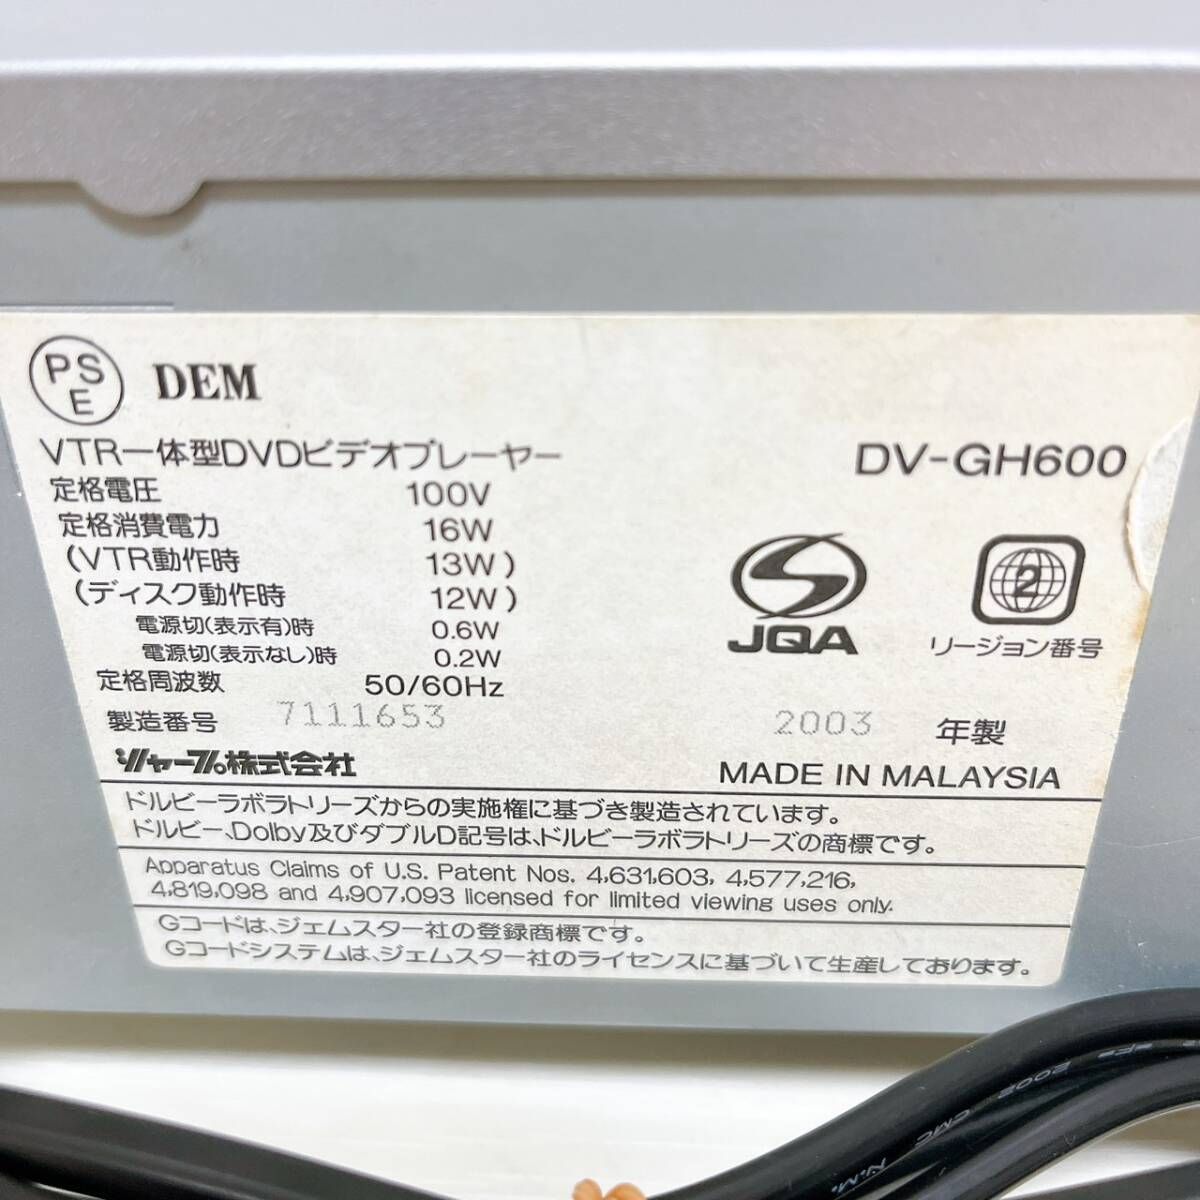 PSE DEM
VTR一体型DVDビデオプレーヤー DV-GH600
定格電圧 100V
定格消費電力 16W
(VTR動作時 13W)
(ディスク動作時 12W)
電源切(表示有)時 0.6W
電源切(表示なし)時 0.2W
定格周波数 50/60Hz
JQA
2
リージョン番号
製造番号 7111653 2003 年製
シャープ株式会社 MADE IN MALAYSIA
ドルビーラボラトリーズからの実施権に基づき製造されています。
ドルビー、Dolby及びダブルD記号は、ドルビーラボラトリーズの商標です。
Apparatus Claims of U.S. Patent Nos. 4,631,603, 4,577,216,
4,819,098 and 4,907,093 licensed for limited viewing uses only.
Gコードは、ジェムスター社の登録商標です。
Gコードシステムは、ジェムスター社のライセンスに基づいて生産しております。
N.M. CMC 2002